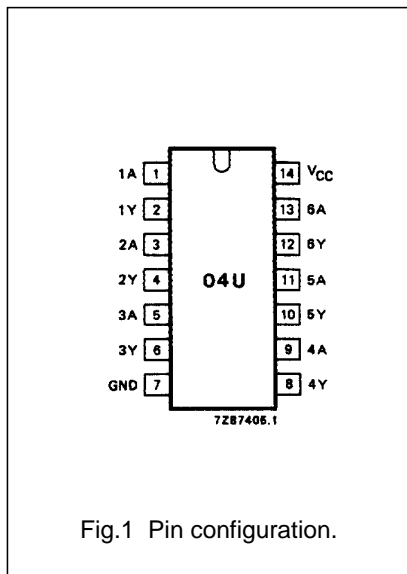 1A 1 14 VCC
1Y 2 13 6A
2A 3 12 6Y
2Y 4 04U 11 5A
3A 5 10 5Y
3Y 6 9 4A
GND 7 8 4Y
7Z87406.1
Fig.1 Pin configuration.